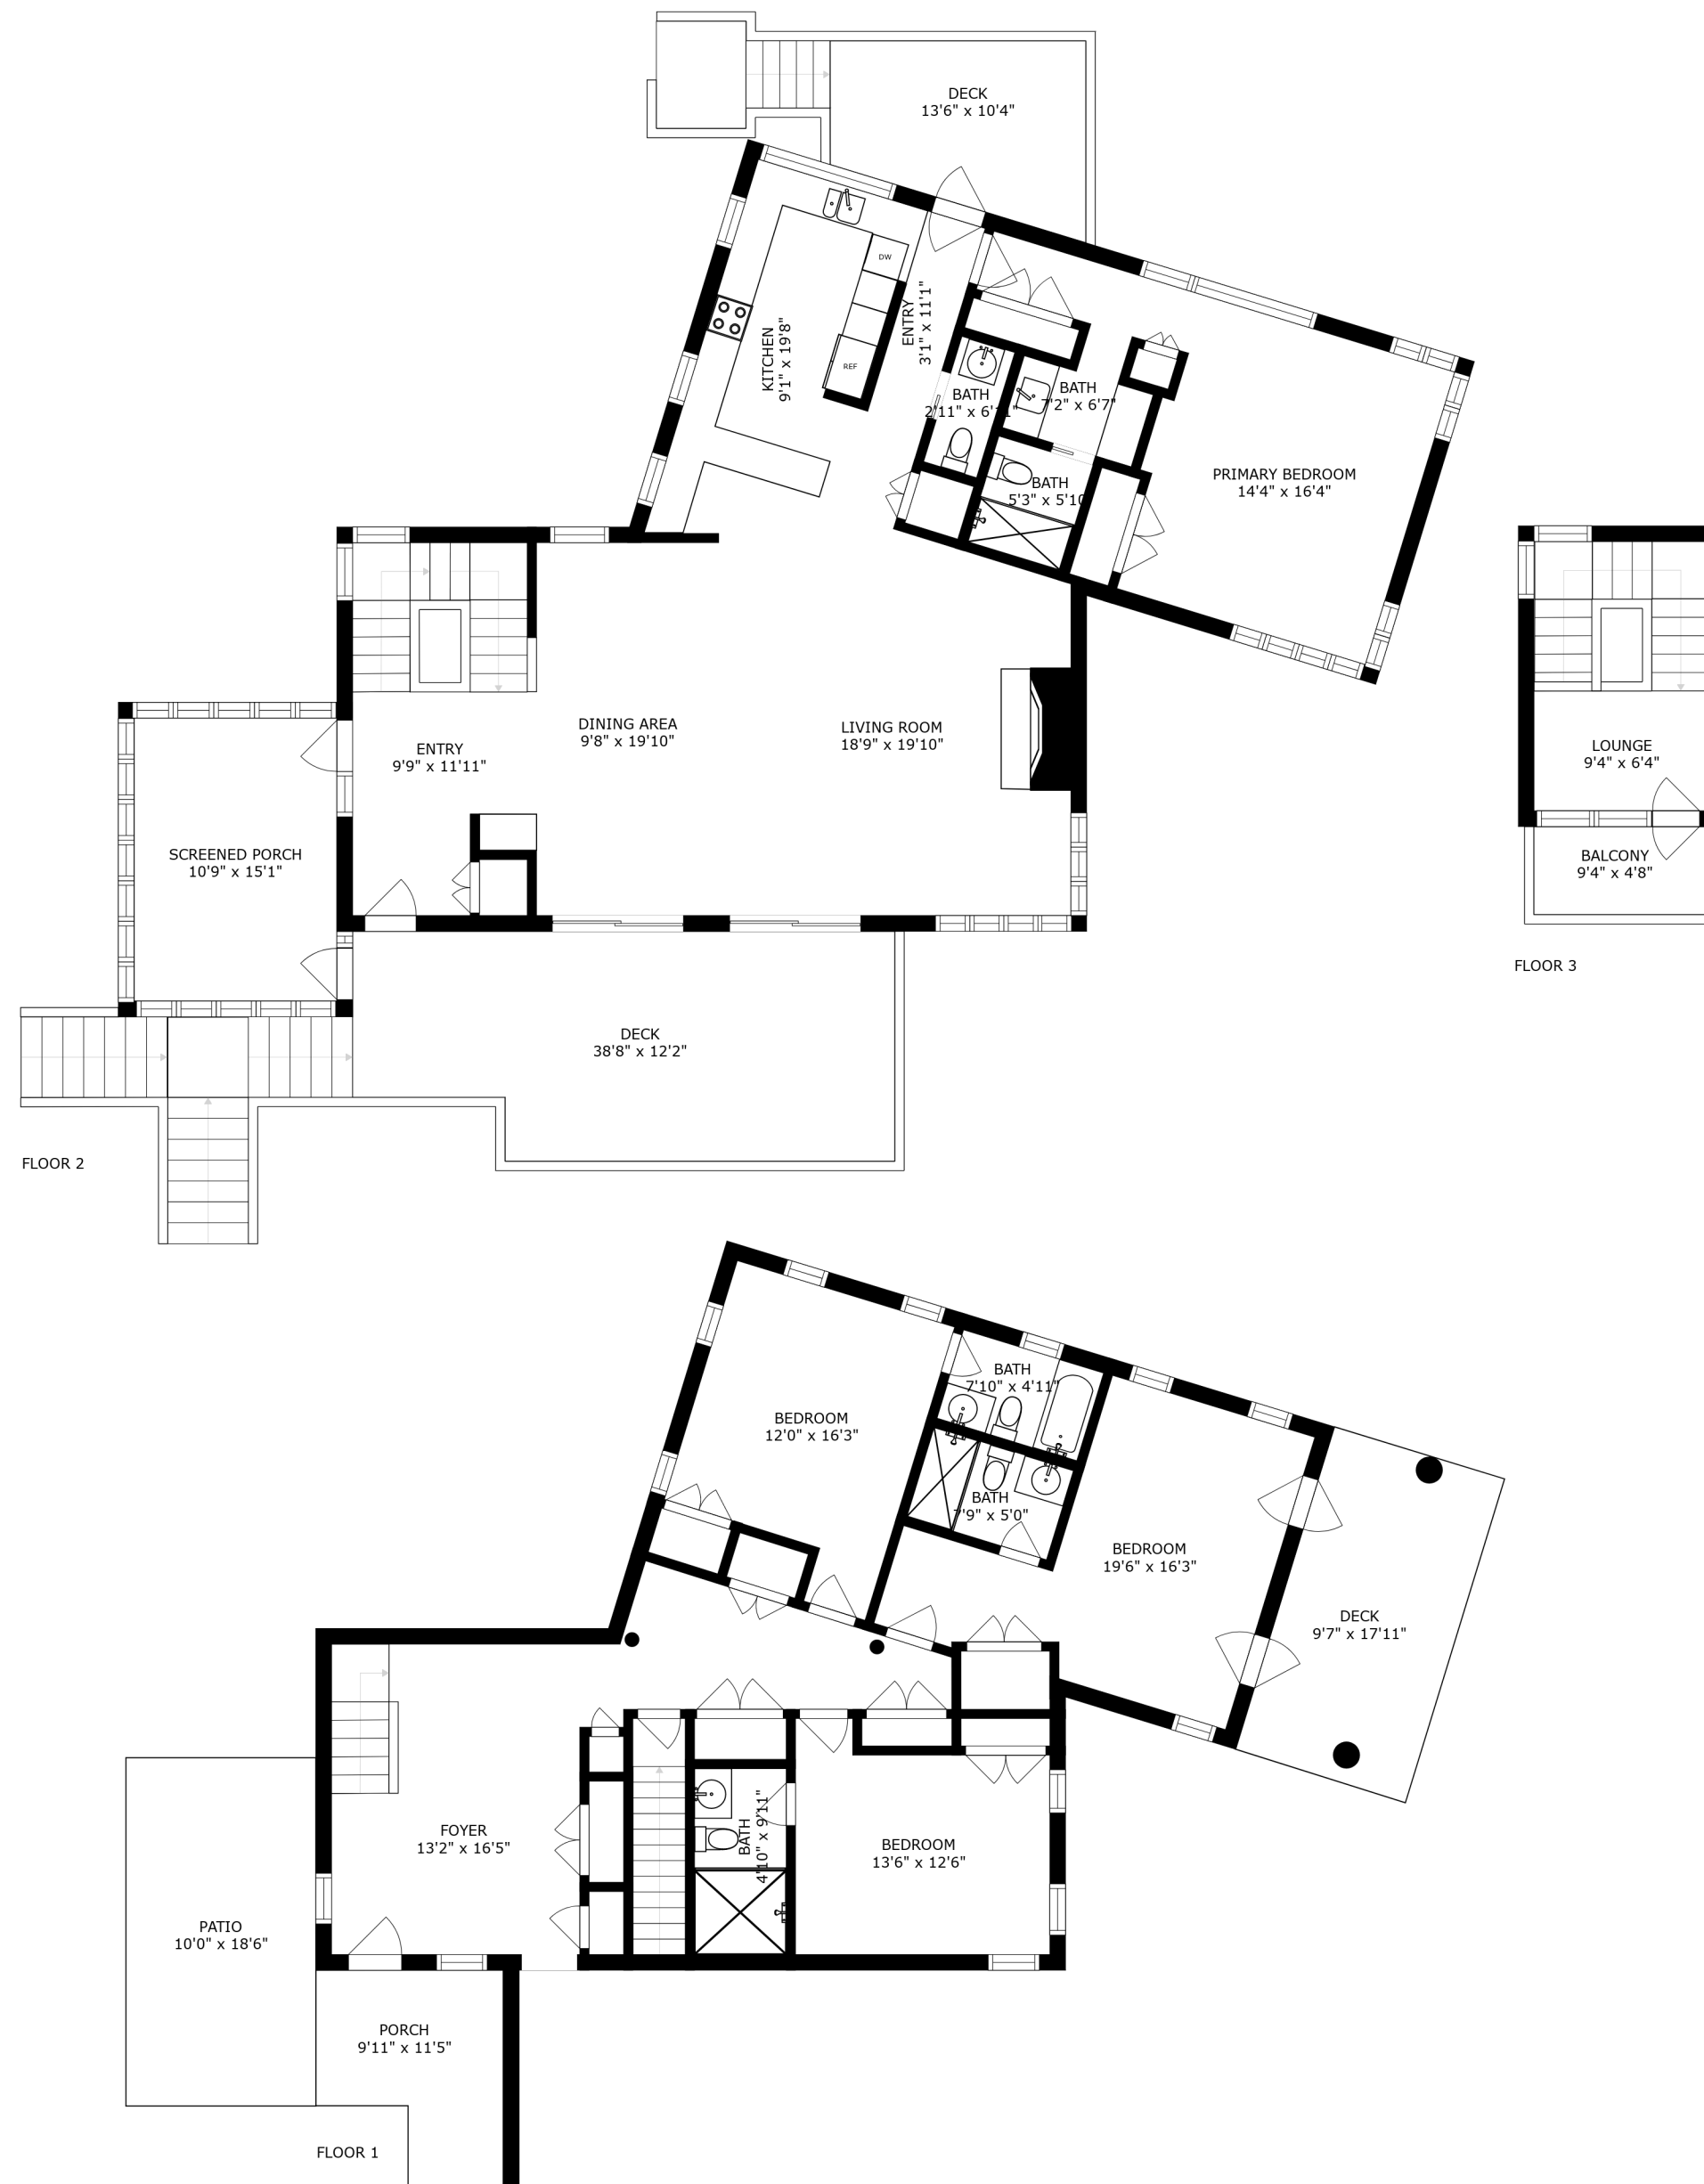 DECK
13'6" x 10'4"
DW
REF
KITCHEN
9'1" x 19'8"
ENTRY
3'1" x 11'1"
BATH
BATH
7'2" x 6'7"
BATH
5'3" x 5'10
PRIMARY BEDROOM
14'4" x 16'4"
DINING AREA
9'8" x 19'10"
LIVING ROOM
18'9" x 19'10"
ENTRY
9'9" x 11'11"
SCREENED PORCH
10'9" x 15'1"
DECK
38'8" x 12'2"
FLOOR 2
LOUNGE
9'4" x 6'4"
BALCONY
9'4" x 4'8"
FLOOR 3
BEDROOM
12'0" x 16'3"
BATH
7'10" x 4'11"
BATH
7'9" x 5'0"
BEDROOM
19'6" x 16'3"
DECK
9'7" x 17'11"
FOYER
13'2" x 16'5"
BATH
4'10" x 9'11"
BEDROOM
13'6" x 12'6"
PATIO
10'0" x 18'6"
PORCH
9'11" x 11'5"
FLOOR 1